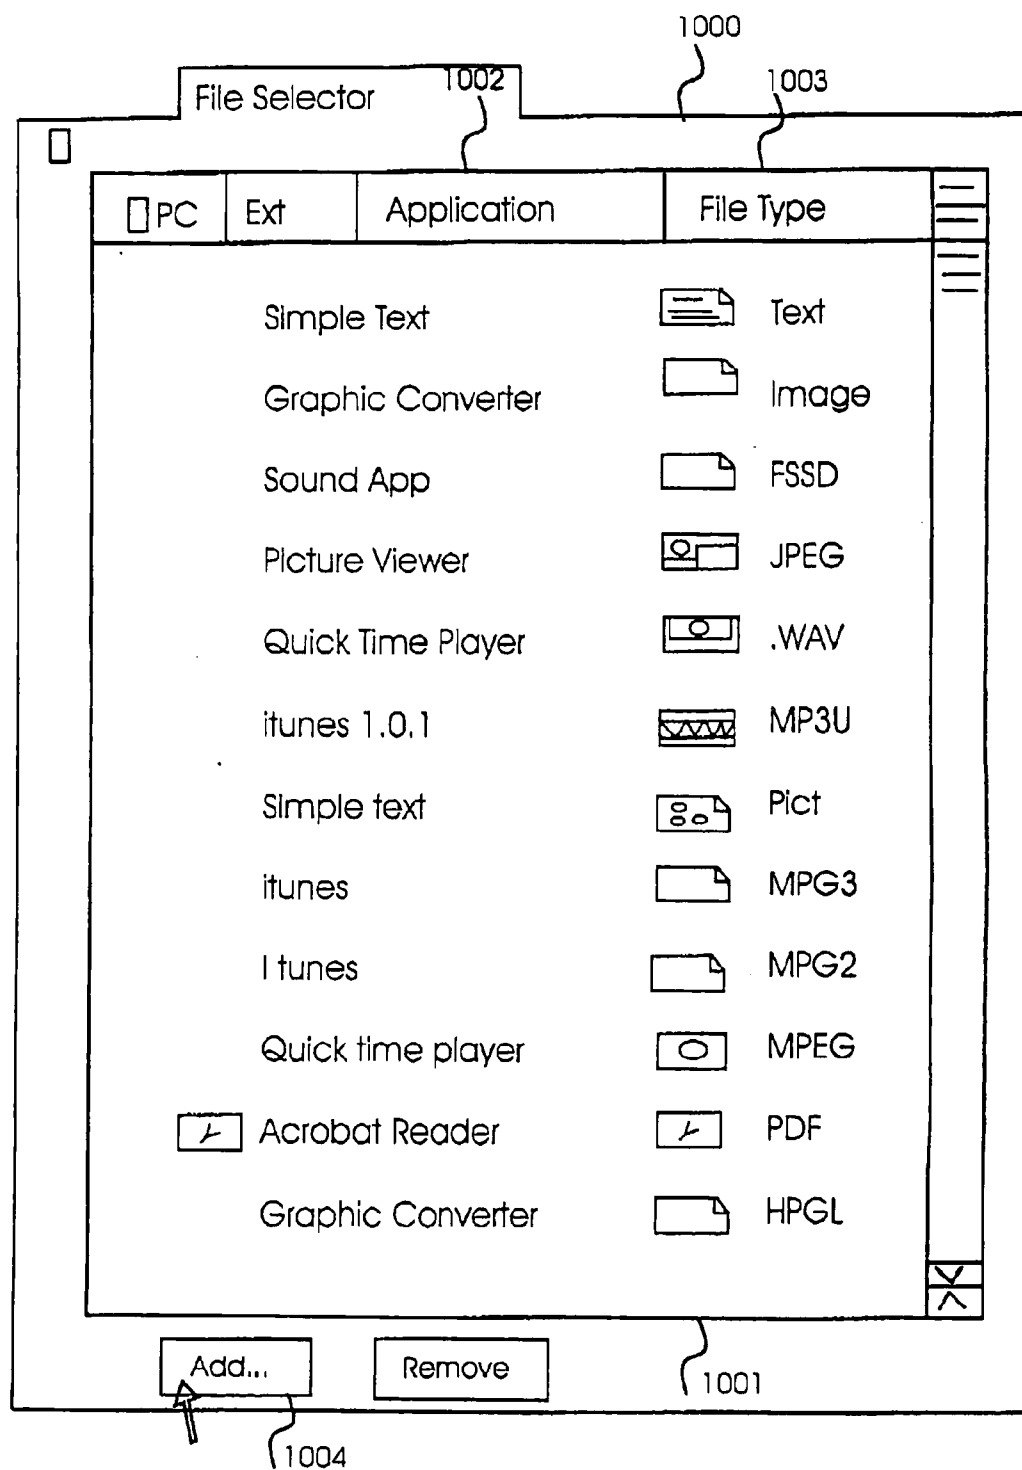 1000
File Selector 1002 1003
PC Ext Application File Type
Simple Text Text
Graphic Converter Image
Sound App FSSD
Picture Viewer JPEG
Quick Time Player .WAV
itunes 1.0.1 MP3U
Simple text Pict
itunes MPG3
I tunes MPG2
Quick time player MPEG
Acrobat Reader PDF
Graphic Converter HPGL
Add... Remove 1001
1004